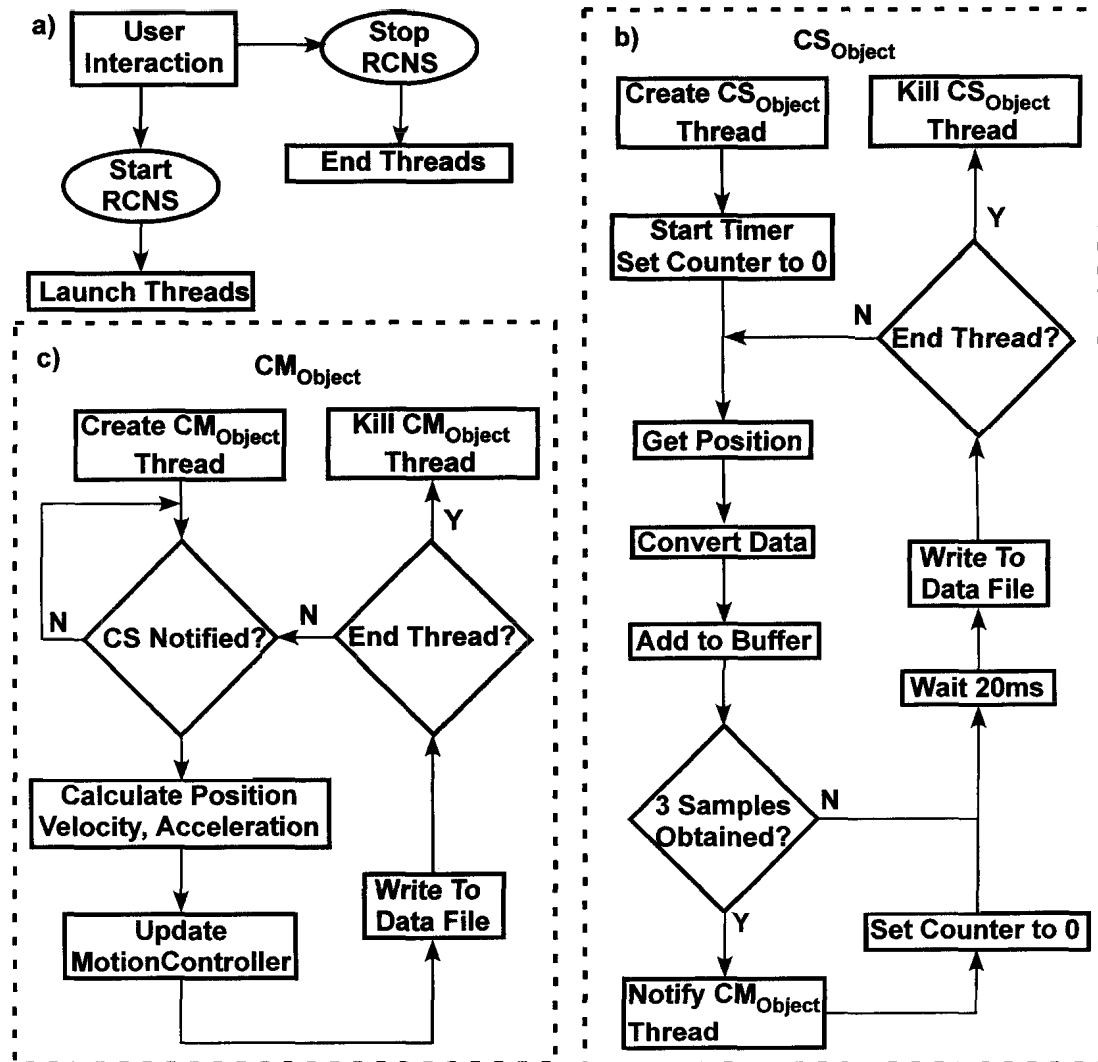 a)
User
Interaction
Stop
RCNS
End Threads
Start
RCNS
Launch Threads
b)
CSObject
Create CSObject
Thread
Kill CSObject
Thread
Start Timer
Set Counter to 0
Y
N
End Thread?
Get Position
Convert Data
Add to Buffer
Write To
Data File
Wait 20ms
3 Samples
Obtained?
N
Y
Set Counter to 0
Notify CMObject
Thread
c)
CMObject
Create CMObject
Thread
Kill CMObject
Thread
Y
N
CS Notified?
N
End Thread?
Calculate Position
Velocity, Acceleration
Update
MotionController
Write To
Data File